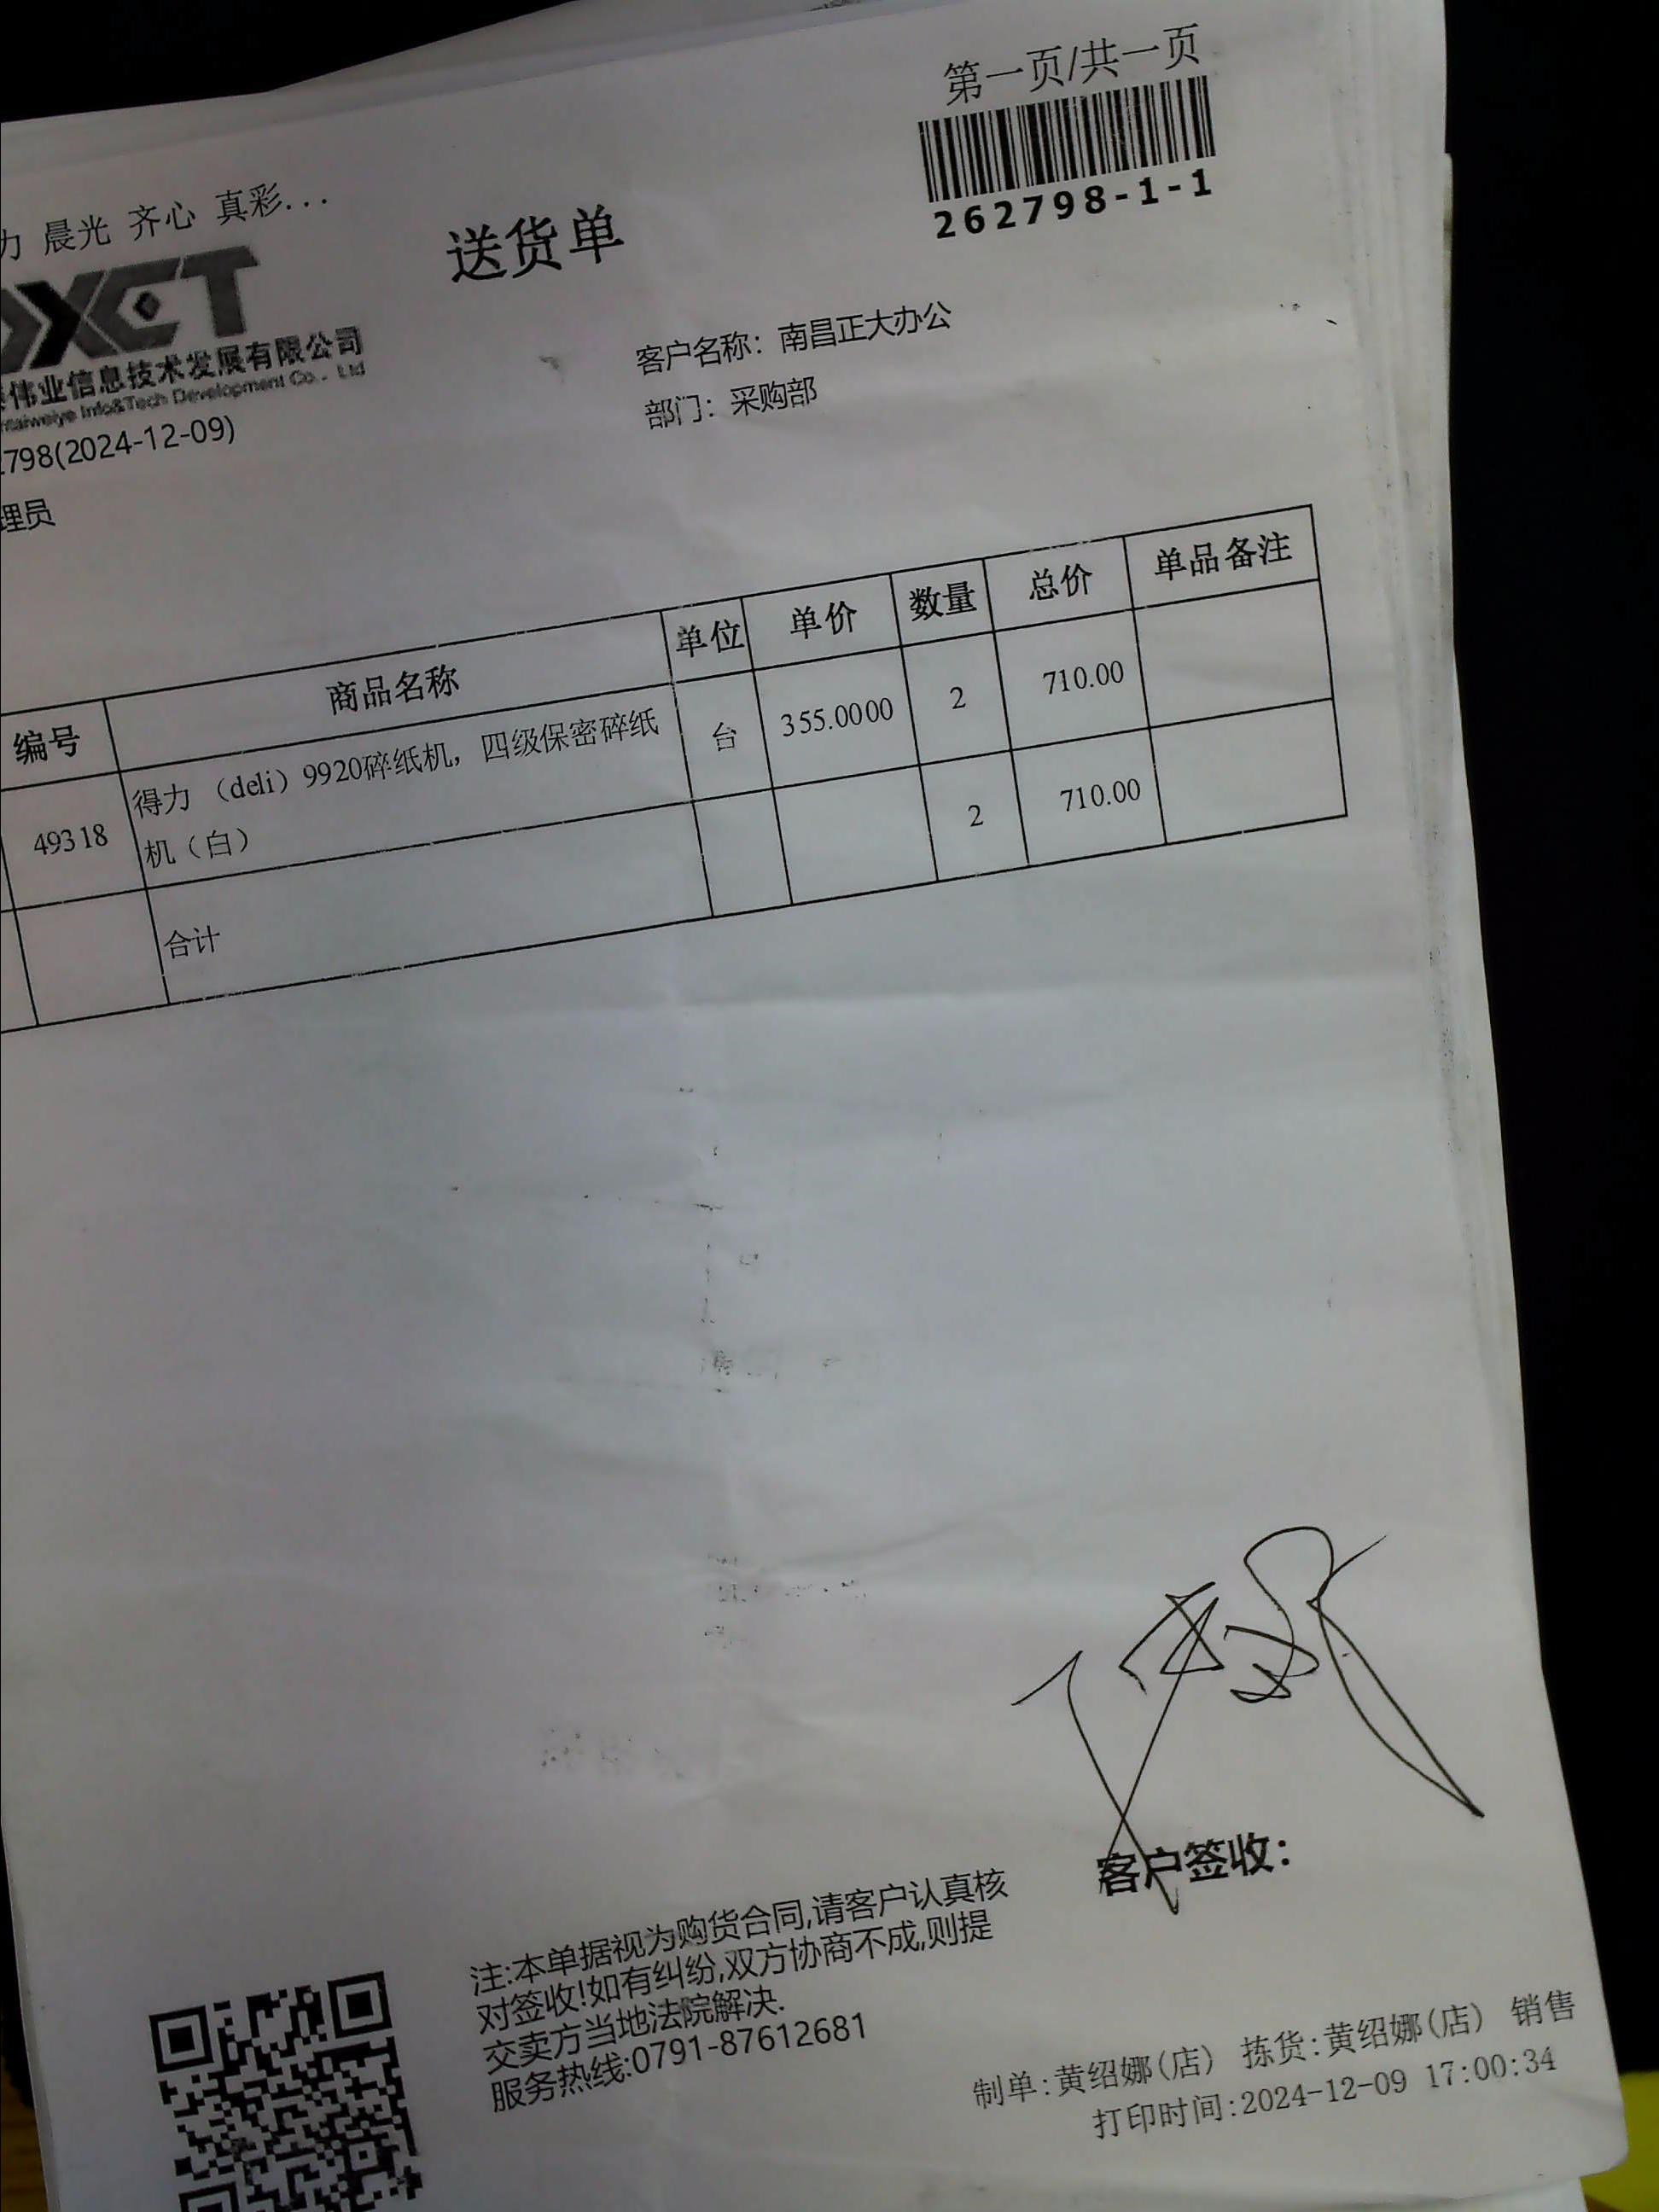 第一页/共一页
262798-1-1
力 晨光 齐心 真彩...
送货单
XCT
伟业信息技术发展有限公司
ntaiweiye Info&Tech Development Co., Ltd
客户名称：南昌正大办公
798(2024-12-09)
部门：采购部
理员
编号 商品名称 单位 单价 数量 总价 单品备注
49318 得力（deli）9920碎纸机，四级保密碎纸 台 355.0000 2 710.00
机（白）
合计 2 710.00
客户签收：
注:本单据视为购货合同,请客户认真核
对签收!如有纠纷,双方协商不成,则提
交卖方当地法院解决.
服务热线:0791-87612681
制单:黄绍娜(店) 拣货:黄绍娜(店) 销售
打印时间:2024-12-09 17:00:34